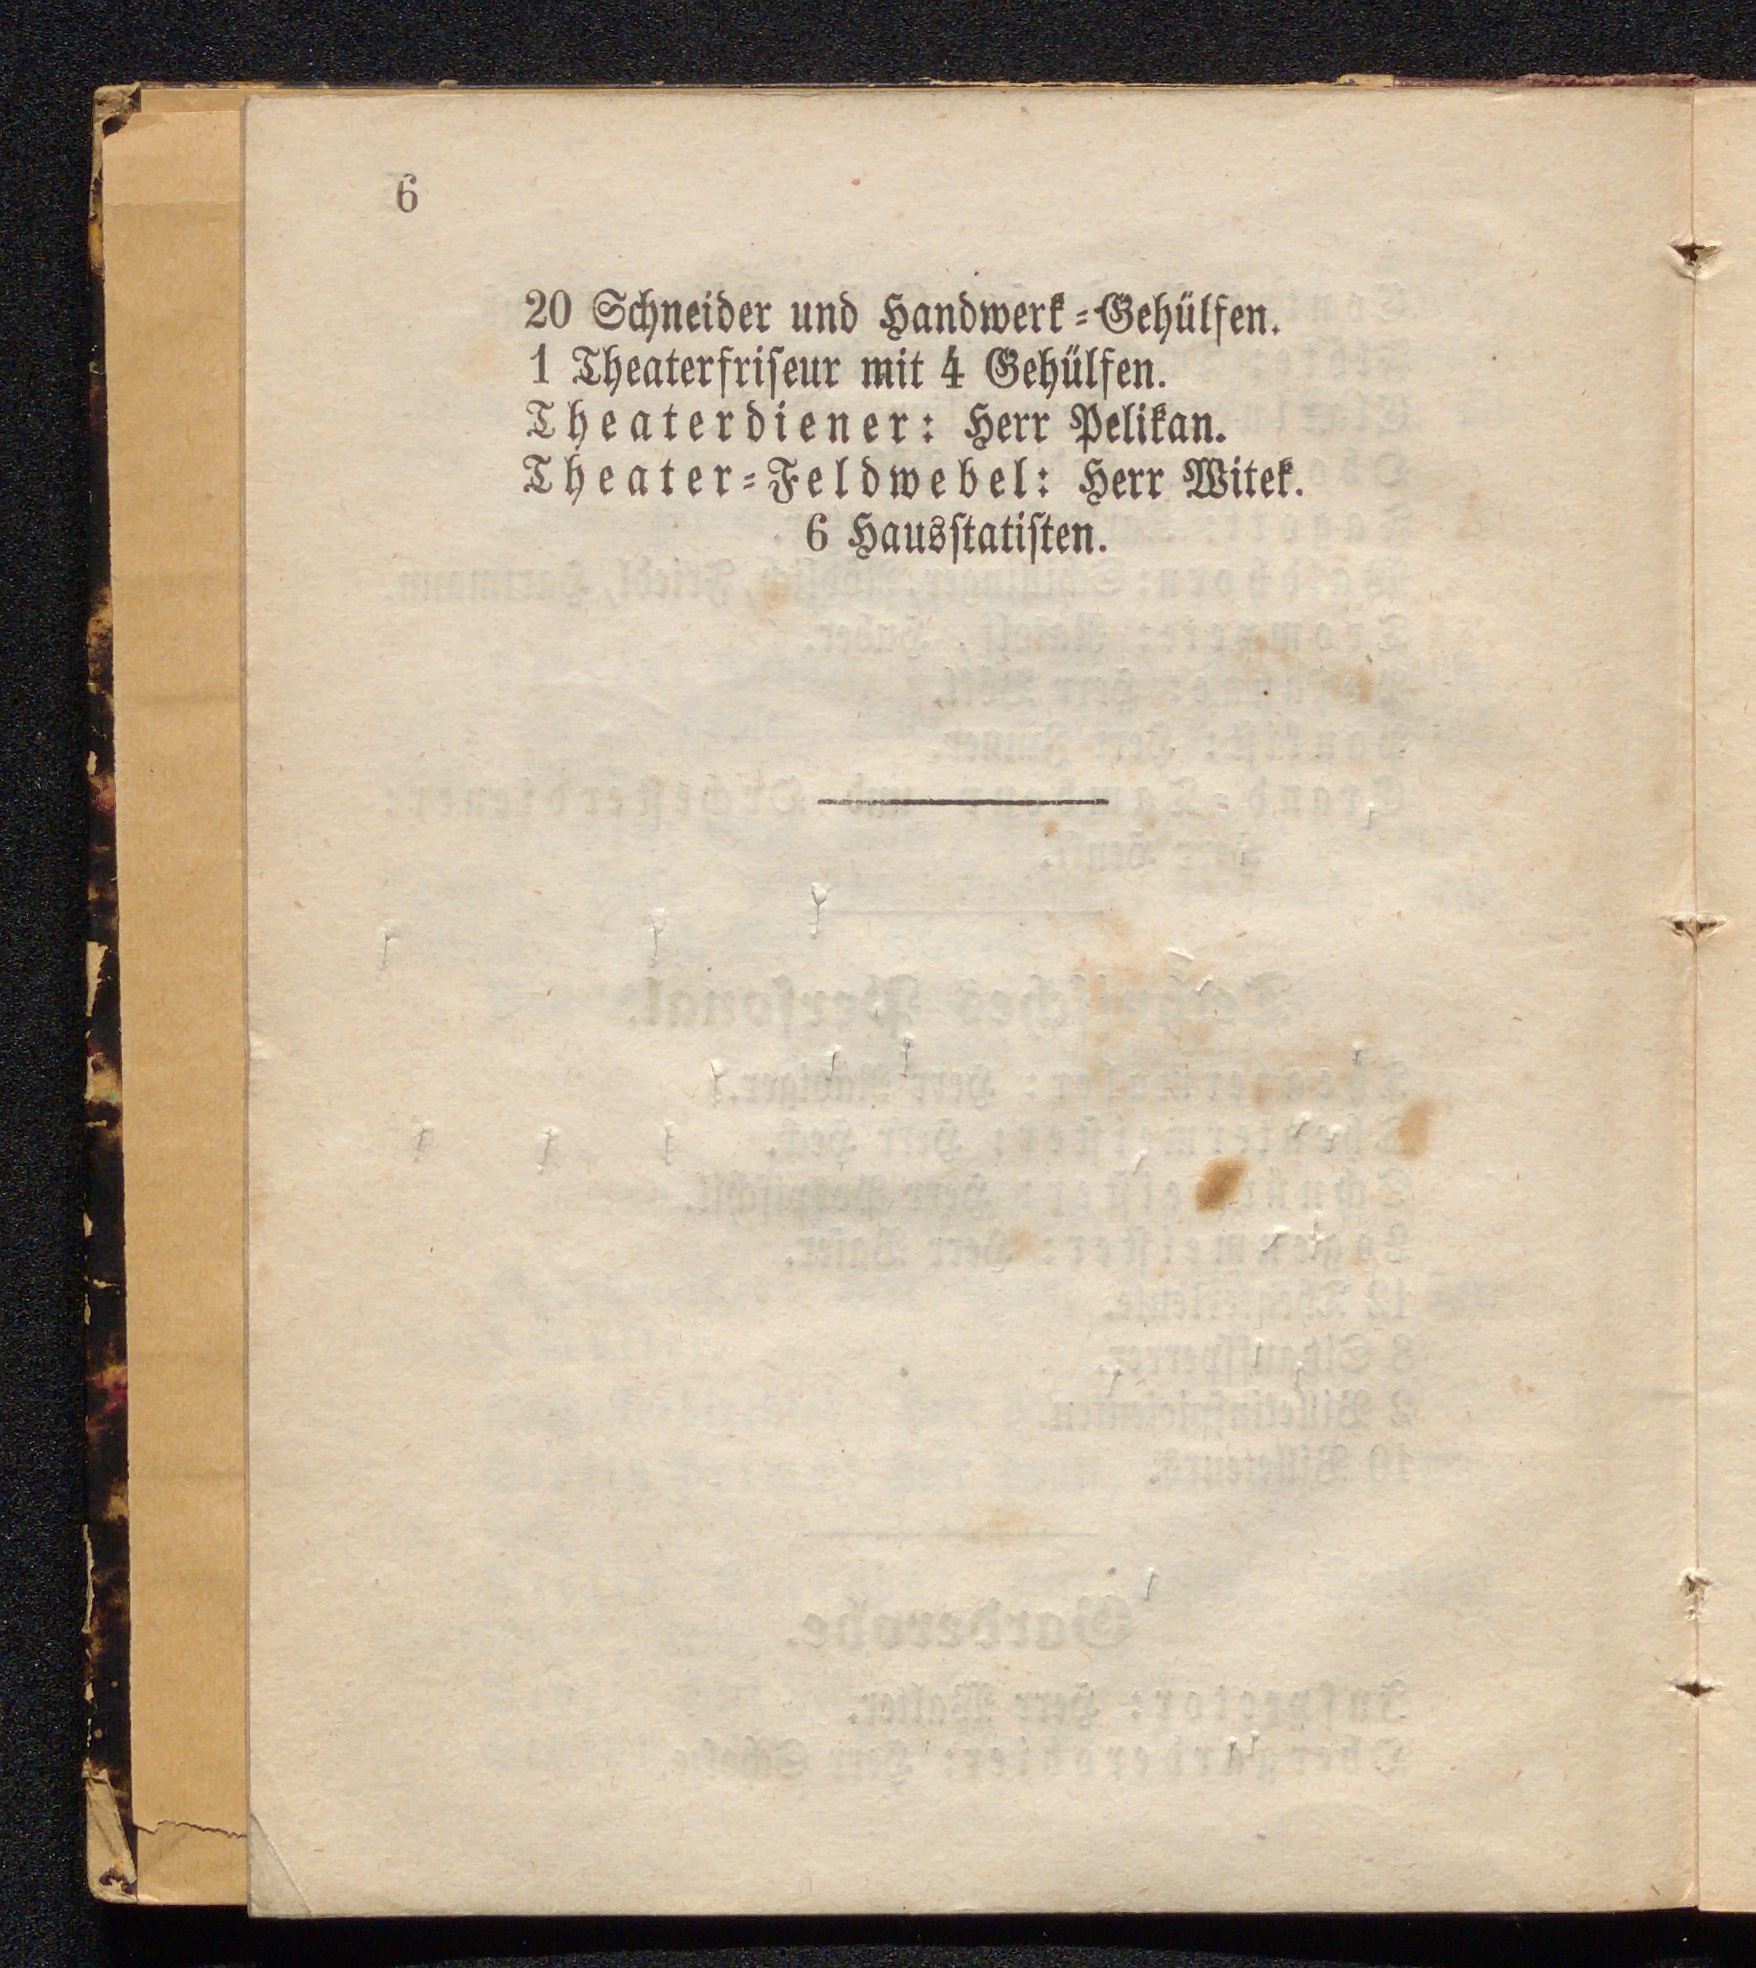 6
20 Schneider und Handwerk-Gehülfen.
1 Theaterfriseur mit 4 Gehülfen.
Theaterdiener: Herr Pelikan.
Theater-Feldwebel: Herr Witek.
6 Hausstatisten.